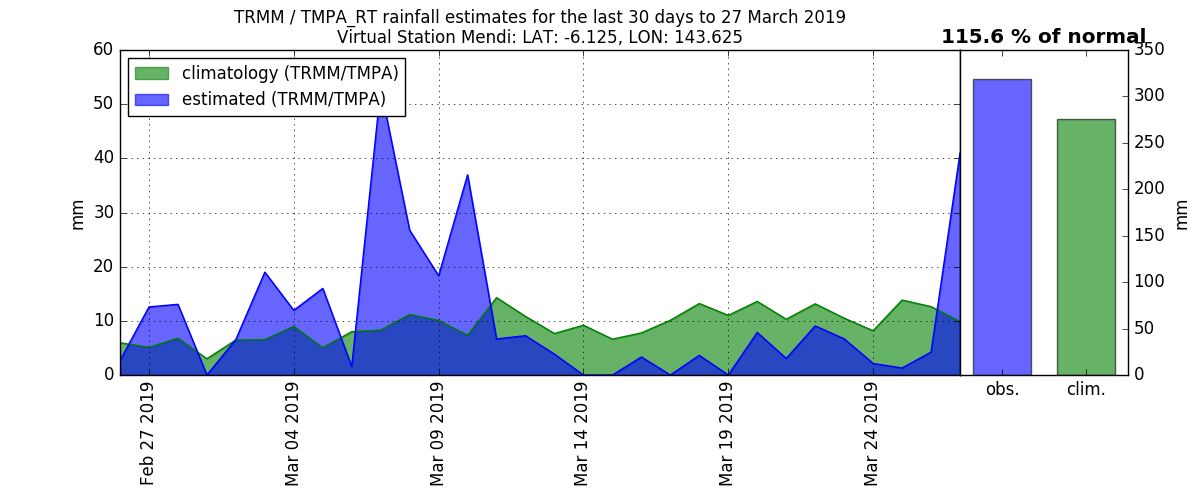 TRMM / TMPA_RT rainfall estimates for the last 30 days to 27 March 2019
Virtual Station Mendi: LAT: -6.125, LON: 143.625
115.6 % of normal
climatology (TRMM/TMPA)
estimated (TRMM/TMPA)
60
50
40
30
20
10
0
mm
Feb 27 2019
Mar 04 2019
Mar 09 2019
Mar 14 2019
Mar 19 2019
Mar 24 2019
obs.
clim.
350
300
250
200
150
100
50
0
mm